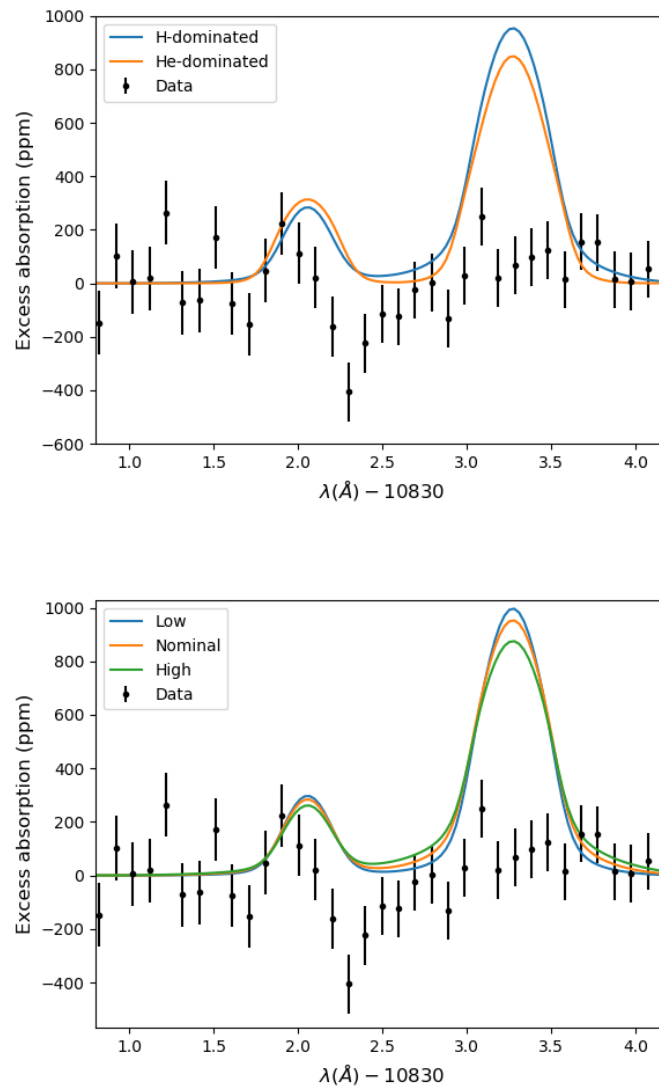 1000
800
600
400
200
0
−200
−400
−600
Excess absorption (ppm)
H-dominated
He-dominated
Data
1.0 1.5 2.0 2.5 3.0 3.5 4.0
λ(Å) − 10830
1000
800
600
400
200
0
−200
−400
Excess absorption (ppm)
Low
Nominal
High
Data
1.0 1.5 2.0 2.5 3.0 3.5 4.0
λ(Å) − 10830